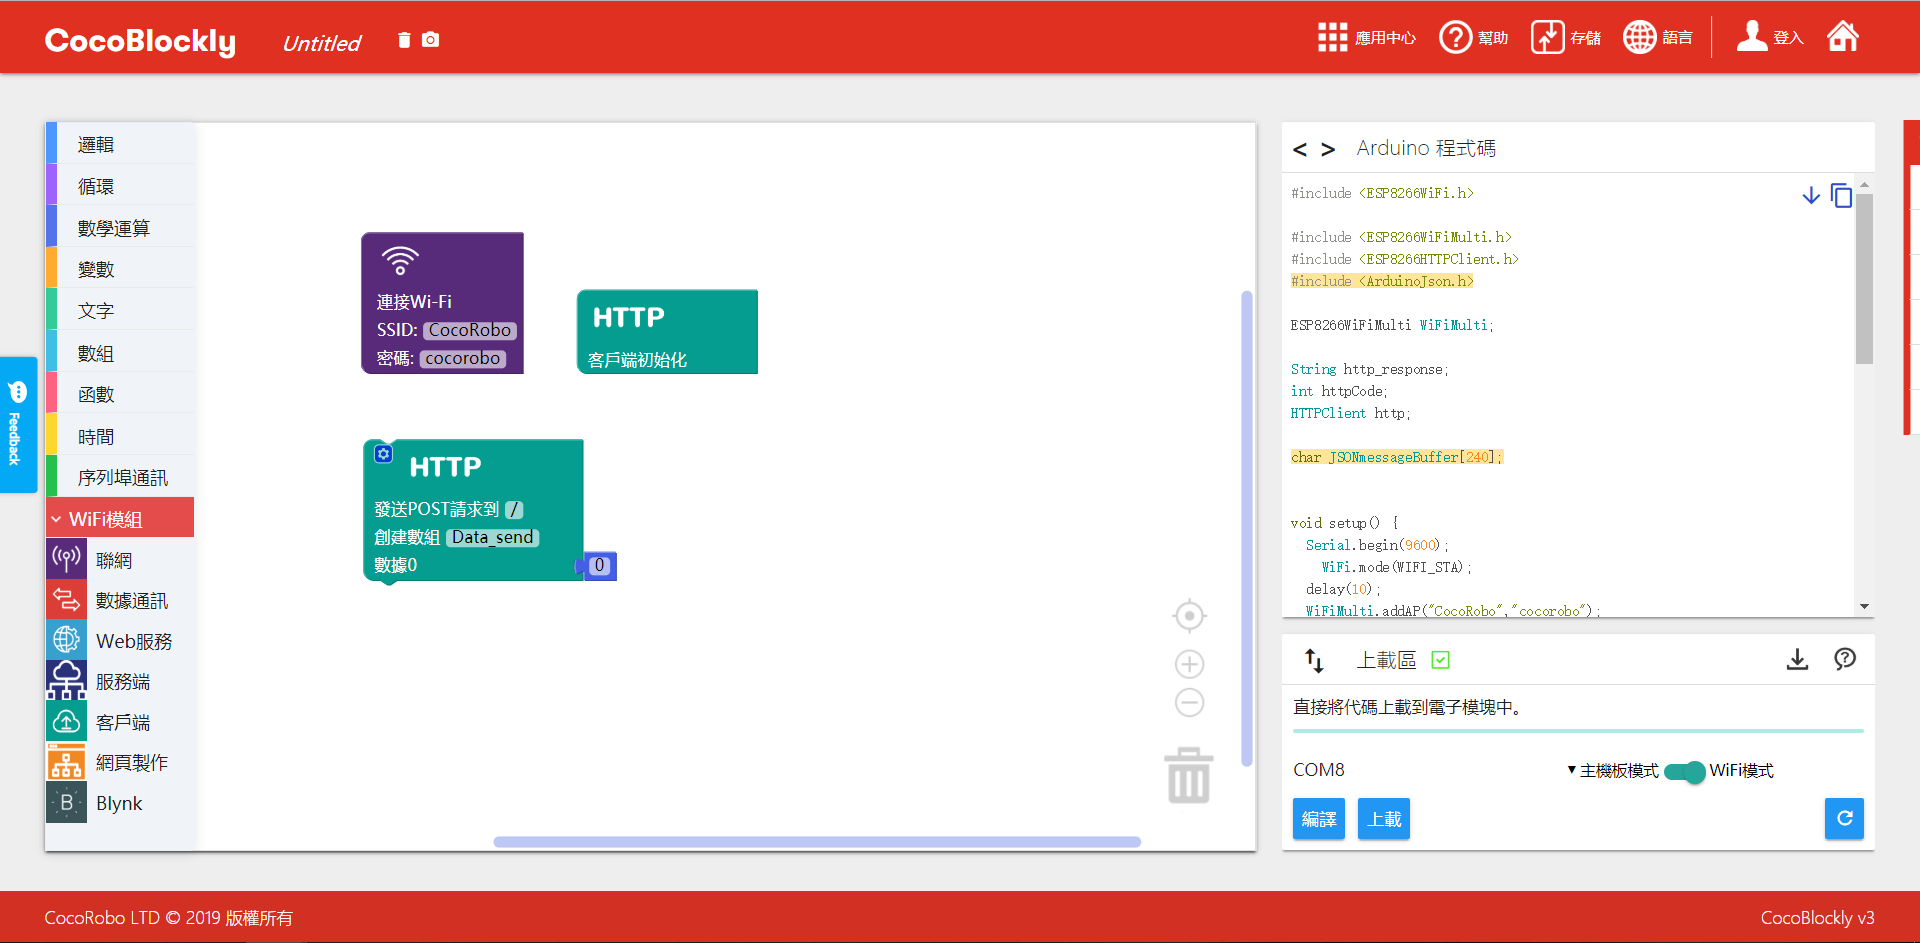 CocoBlockly
Untitled
應用中心
幫助
存儲
語言
登入
Feedback
邏輯
循環
數學運算
變數
文字
數組
函數
時間
序列埠通訊
WiFi模組
聯網
數據通訊
Web服務
服務端
客戶端
網頁製作
B Blynk
連接Wi-Fi
SSID: CocoRobo
密碼: cocorobo
HTTP
客戶端初始化
HTTP
發送POST請求到 /
創建數組 Data_send
數據0 0
< > Arduino 程式碼
#include <ESP8266WiFi.h>
#include <ESP8266WiFiMulti.h>
#include <ESP8266HTTPClient.h>
#include <ArduinoJson.h>
ESP8266WiFiMulti WiFiMulti;
String http_response;
int httpCode;
HTTPClient http;
char JSONmessageBuffer[240];
void setup() {
Serial.begin(9600);
WiFi.mode(WIFI_STA);
delay(10);
WiFiMulti.addAP("CocoRobo","cocorobo");
上載區
直接將代碼上載到電子模塊中。
COM8
主機板模式 WiFi模式
編譯
上載
CocoRobo LTD © 2019 版權所有
CocoBlockly v3